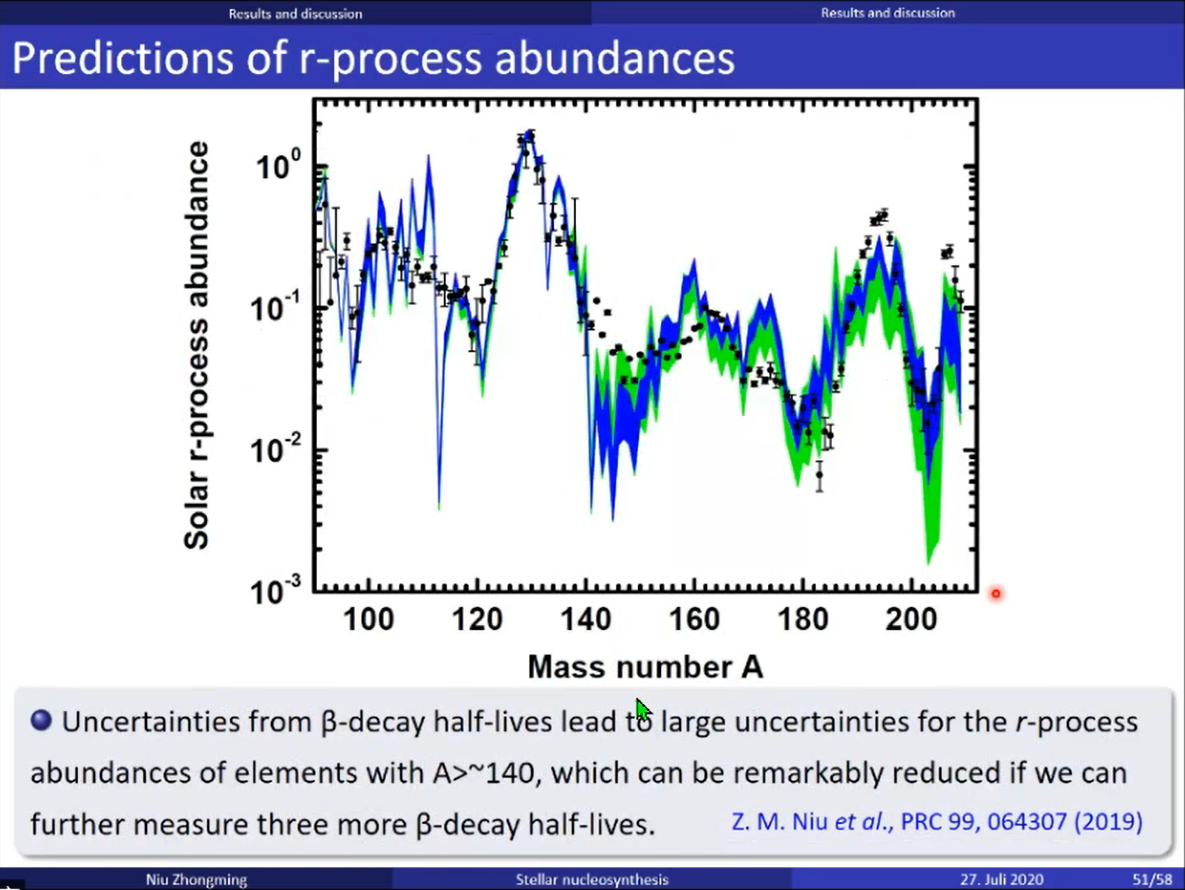 Results and discussion
Results and discussion
Predictions of r-process abundances
Solar r-process abundance
10⁰
10⁻¹
10⁻²
10⁻³
100 120 140 160 180 200
Mass number A
Uncertainties from β-decay half-lives lead to large uncertainties for the r-process
abundances of elements with A>~140, which can be remarkably reduced if we can
further measure three more β-decay half-lives.
Z. M. Niu et al., PRC 99, 064307 (2019)
Niu Zhongming
Stellar nucleosynthesis
27. Juli 2020
51/58